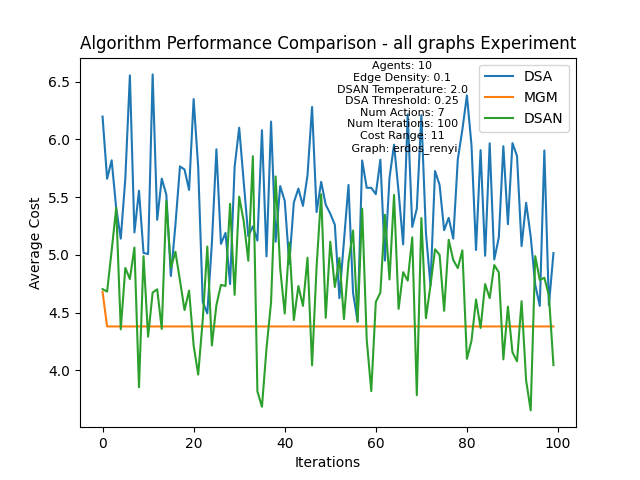 Algorithm Performance Comparison - all graphs Experiment
Agents: 10
Edge Density: 0.1
DSAN Temperature: 2.0
DSA Threshold: 0.25
Num Actions: 7
Num Iterations: 100
Cost Range: 11
Graph: erdos_renyi
DSA
MGM
DSAN
Average Cost
6.5
6.0
5.5
5.0
4.5
4.0
0
20
40
60
80
100
Iterations